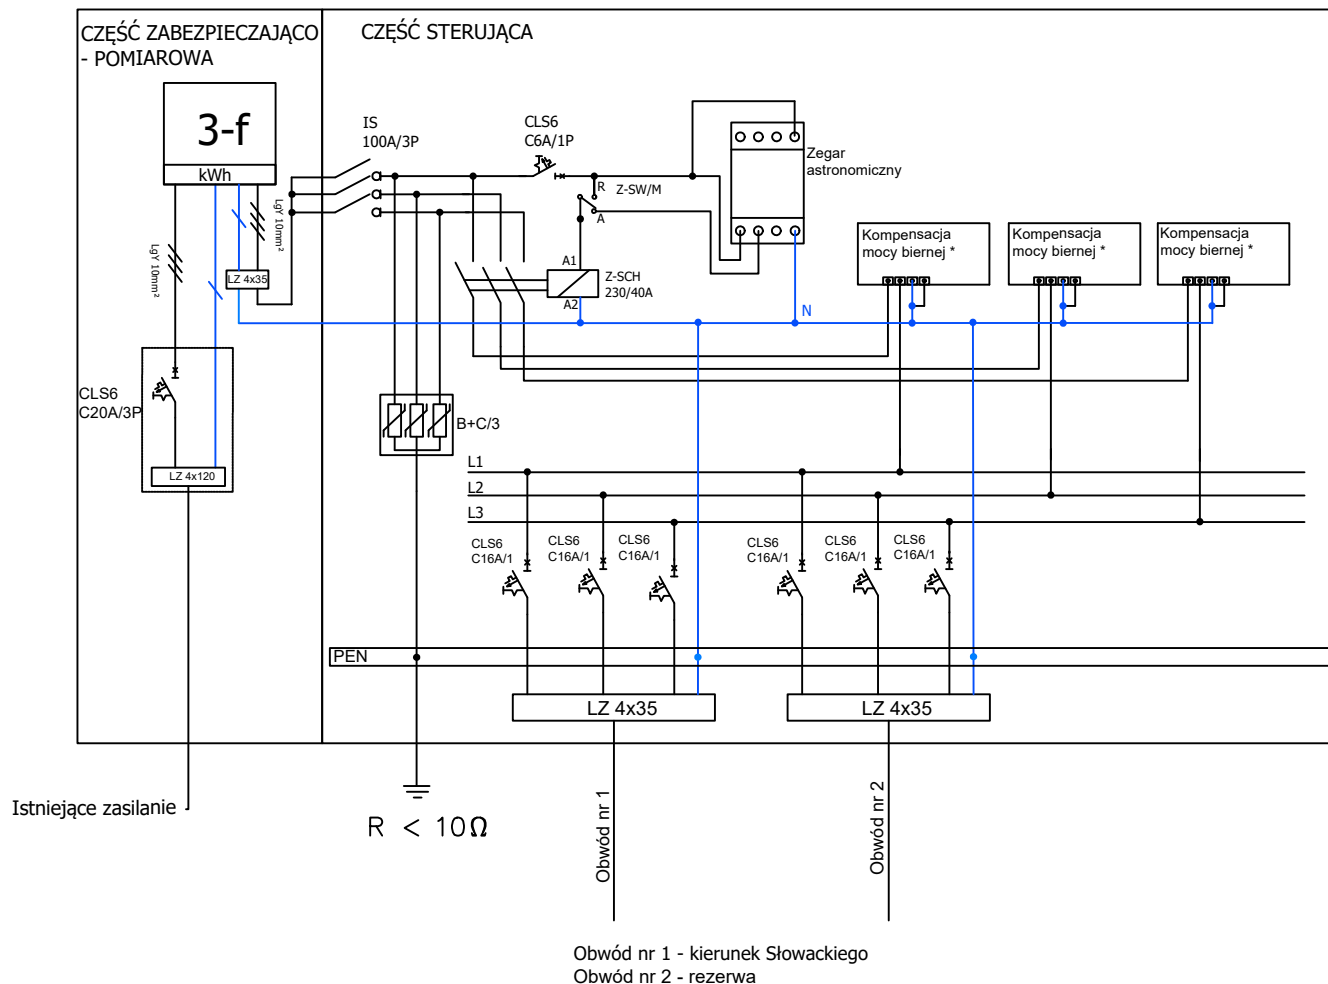 CZĘŚĆ ZABEZPIECZAJĄCO
- POMIAROWA
CZĘŚĆ STERUJĄCA
3-f
kWh
LgY 10mm²
LgY 10mm²
LZ 4x35
IS
100A/3P
CLS6
C6A/1P
R
Z-SW/M
A
Zegar
astronomiczny
A1
A2
Z-SCH
230/40A
N
Kompensacja
mocy biernej *
Kompensacja
mocy biernej *
Kompensacja
mocy biernej *
CLS6
C20A/3P
LZ 4x120
B+C/3
L1
L2
L3
CLS6
C16A/1
CLS6
C16A/1
CLS6
C16A/1
CLS6
C16A/1
CLS6
C16A/1
CLS6
C16A/1
PEN
LZ 4x35
LZ 4x35
Istniejące zasilanie
R < 10Ω
Obwód nr 1
Obwód nr 2
Obwód nr 1 - kierunek Słowackiego
Obwód nr 2 - rezerwa